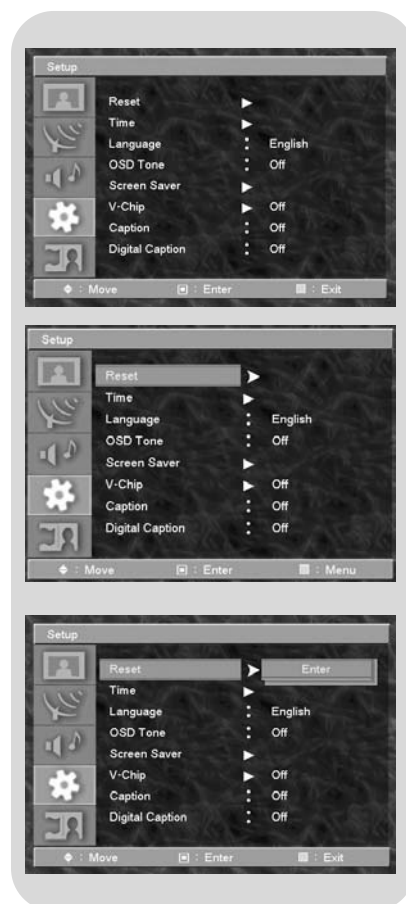 Setup
Reset
Time
Language : English
OSD Tone : Off
Screen Saver
V-Chip Off
Caption : Off
Digital Caption : Off
: Move : Enter : Exit
Setup
Reset
Time
Language : English
OSD Tone : Off
Screen Saver
V-Chip Off
Caption : Off
Digital Caption : Off
: Move : Enter : Menu
Setup
Reset Enter
Time
Language : English
OSD Tone : Off
Screen Saver
V-Chip Off
Caption : Off
Digital Caption : Off
: Move : Enter : Exit